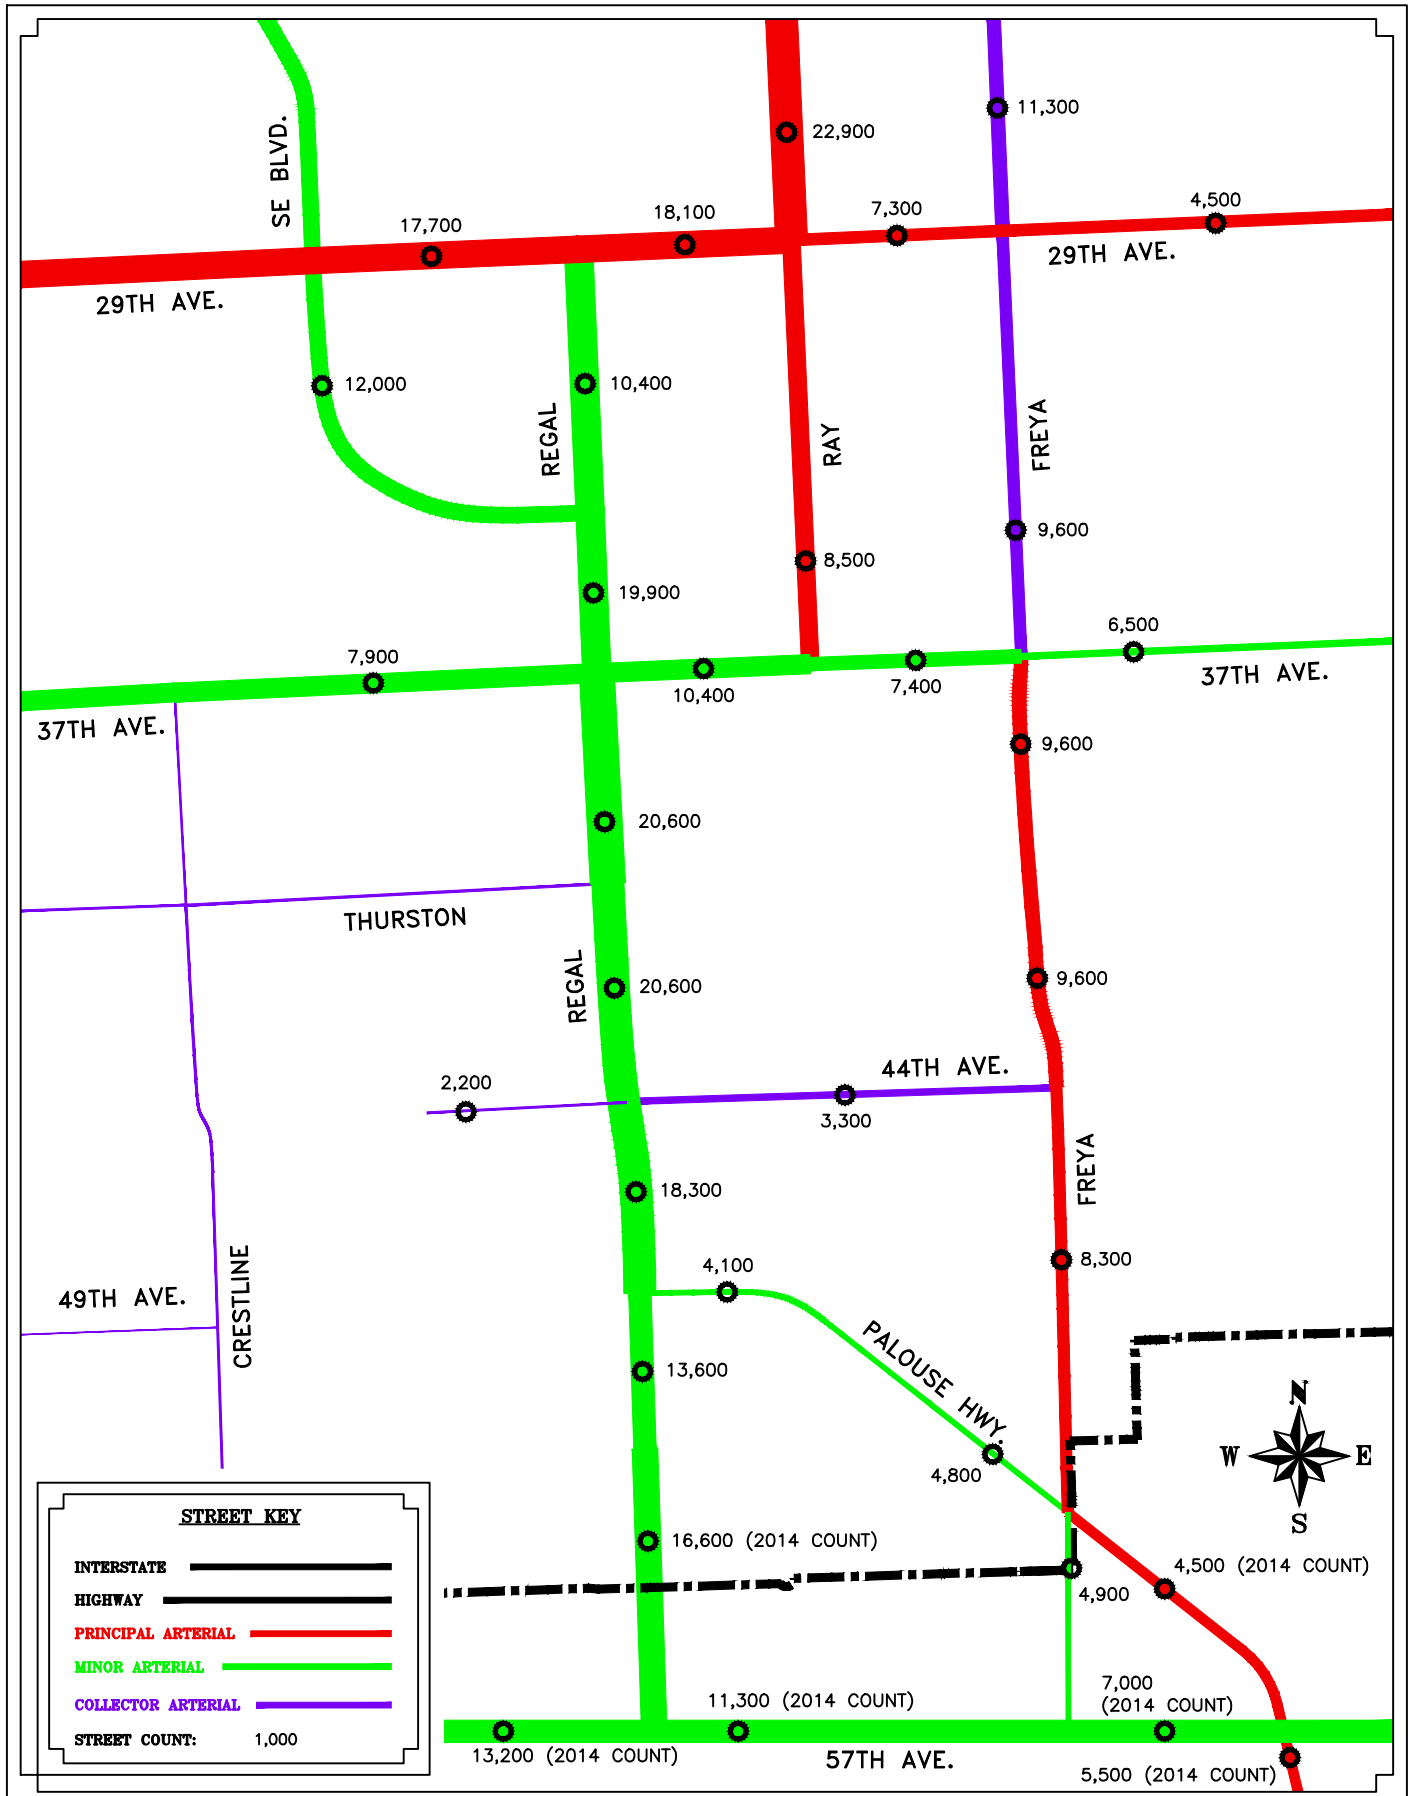 11,300
22,900
SE BLVD.
17,700
18,100
7,300
4,500
29TH AVE.
29TH AVE.
12,000
10,400
REGAL
RAY
FREYA
9,600
8,500
19,900
6,500
7,900
10,400
7,400
37TH AVE.
37TH AVE.
9,600
20,600
THURSTON
REGAL
20,600
9,600
44TH AVE.
2,200
3,300
FREYA
18,300
8,300
4,100
49TH AVE.
CRESTLINE
PALOUSE HWY.
13,600
4,800
N
W
E
S
STREET KEY
INTERSTATE
HIGHWAY
PRINCIPAL ARTERIAL
MINOR ARTERIAL
COLLECTOR ARTERIAL
STREET COUNT: 1,000
16,600 (2014 COUNT)
4,500 (2014 COUNT)
4,900
7,000
(2014 COUNT)
11,300 (2014 COUNT)
13,200 (2014 COUNT)
57TH AVE.
5,500 (2014 COUNT)